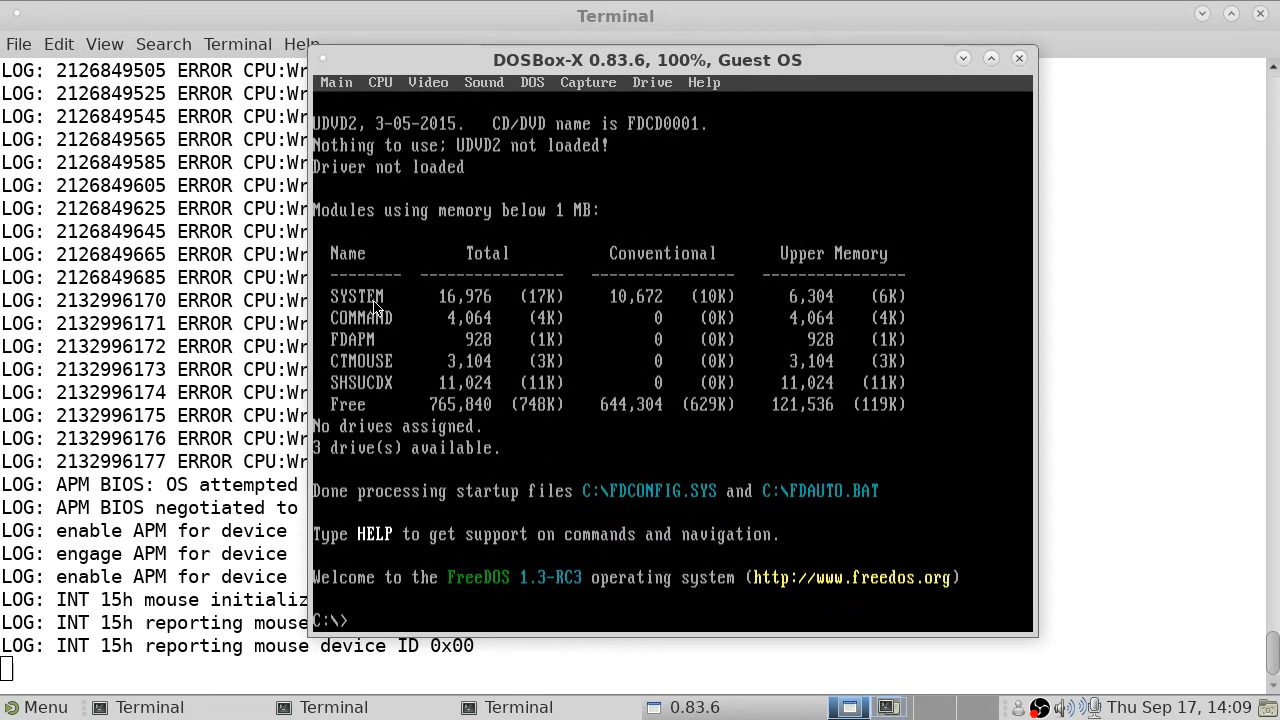 Terminal
File Edit View Search Terminal Help
LOG: 2126849505 ERROR CPU:Wr
LOG: 2126849525 ERROR CPU:Wr
LOG: 2126849545 ERROR CPU:Wr
LOG: 2126849565 ERROR CPU:Wr
LOG: 2126849585 ERROR CPU:Wr
LOG: 2126849605 ERROR CPU:Wr
LOG: 2126849625 ERROR CPU:Wr
LOG: 2126849645 ERROR CPU:Wr
LOG: 2126849665 ERROR CPU:Wr
LOG: 2126849685 ERROR CPU:Wr
LOG: 2132996170 ERROR CPU:Wr
LOG: 2132996171 ERROR CPU:Wr
LOG: 2132996172 ERROR CPU:Wr
LOG: 2132996173 ERROR CPU:Wr
LOG: 2132996174 ERROR CPU:Wr
LOG: 2132996175 ERROR CPU:Wr
LOG: 2132996176 ERROR CPU:Wr
LOG: 2132996177 ERROR CPU:Wr
LOG: APM BIOS: OS attempted
LOG: APM BIOS negotiated to
LOG: enable APM for device
LOG: engage APM for device
LOG: enable APM for device
LOG: INT 15h mouse initializ
LOG: INT 15h reporting mouse
LOG: INT 15h reporting mouse device ID 0x00
DOSBox-X 0.83.6, 100%, Guest OS
Main CPU Video Sound DOS Capture Drive Help
UDVD2, 3-05-2015. CD/DVD name is FDCD0001.
Nothing to use; UDVD2 not loaded!
Driver not loaded
Modules using memory below 1 MB:
Name Total Conventional Upper Memory
-------- ---------------- ---------------- ----------------
SYSTEM 16,976 (17K) 10,672 (10K) 6,304 (6K)
COMMAND 4,064 (4K) 0 (0K) 4,064 (4K)
FDAPM 928 (1K) 0 (0K) 928 (1K)
CTMOUSE 3,104 (3K) 0 (0K) 3,104 (3K)
SHSUCDX 11,024 (11K) 0 (0K) 11,024 (11K)
Free 765,840 (748K) 644,304 (629K) 121,536 (119K)
No drives assigned.
3 drive(s) available.
Done processing startup files C:\FDCONFIG.SYS and C:\FDAUTO.BAT
Type HELP to get support on commands and navigation.
Welcome to the FreeDOS 1.3-RC3 operating system (http://www.freedos.org)
C:\>
Menu Terminal Terminal Terminal 0.83.6 Thu Sep 17, 14:09